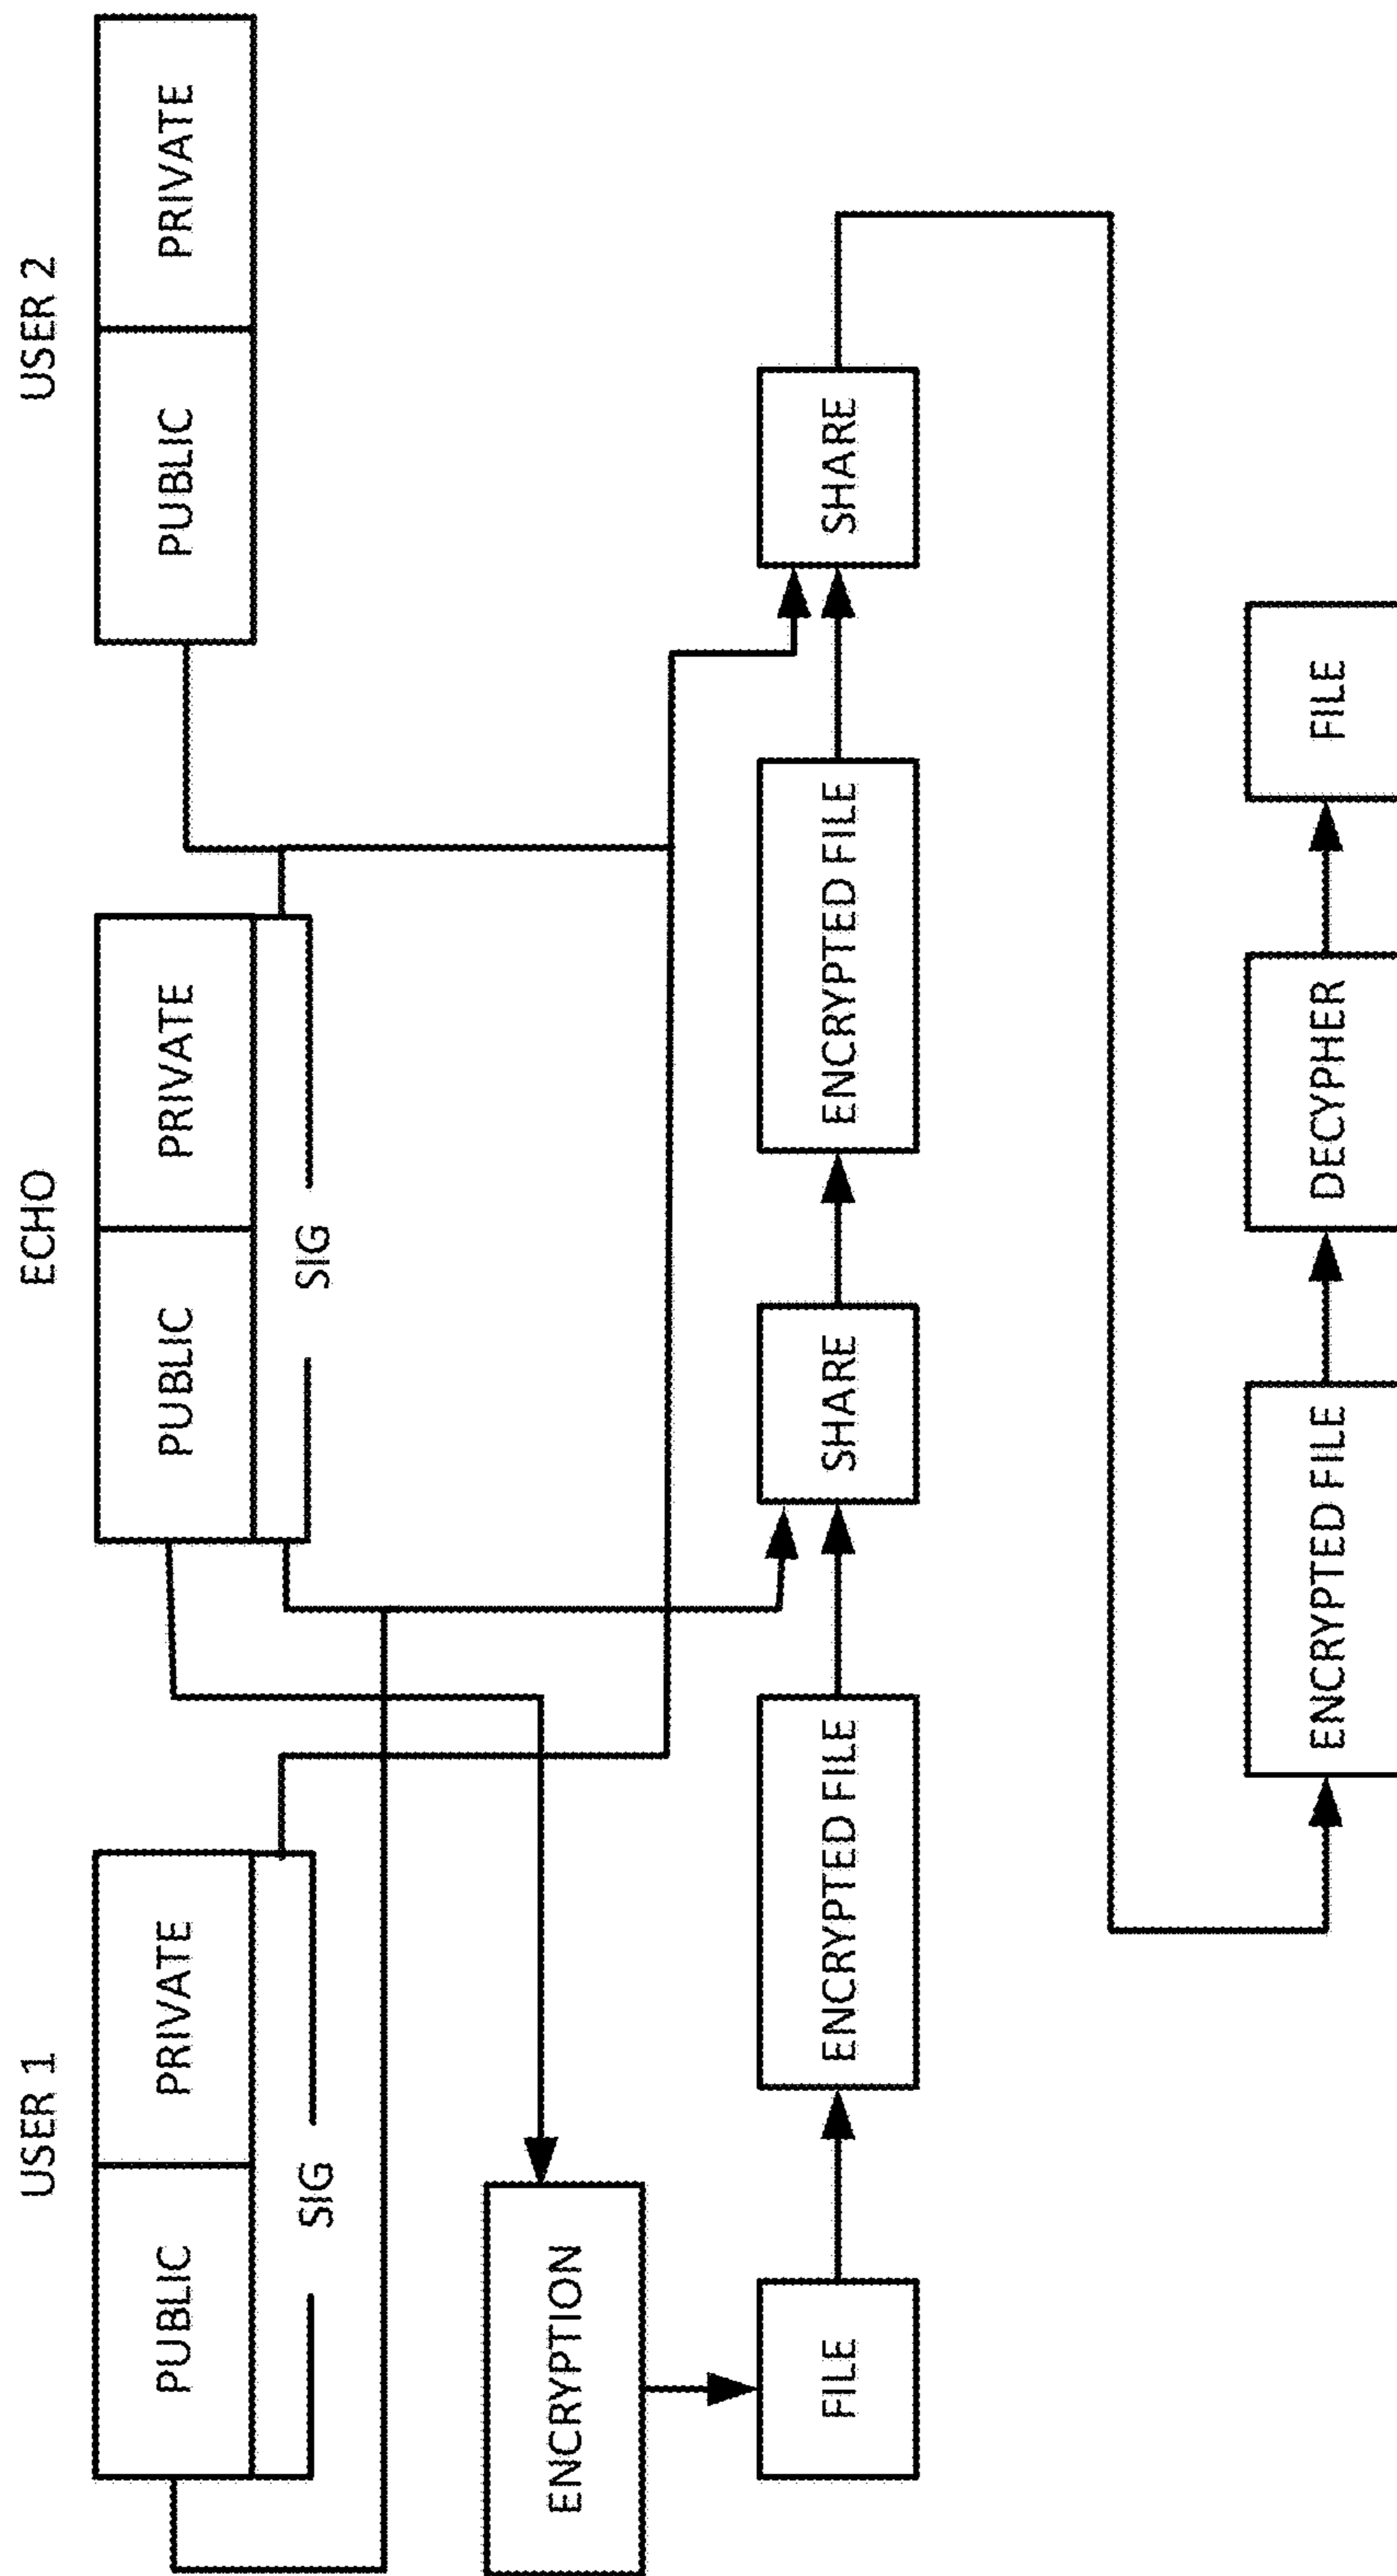 USER 1
ECHO
USER 2
PUBLIC
PRIVATE
PUBLIC
PRIVATE
PUBLIC
PRIVATE
SIG
SIG
ENCRYPTION
FILE
ENCRYPTED FILE
SHARE
ENCRYPTED FILE
SHARE
ENCRYPTED FILE
DECYPHER
FILE